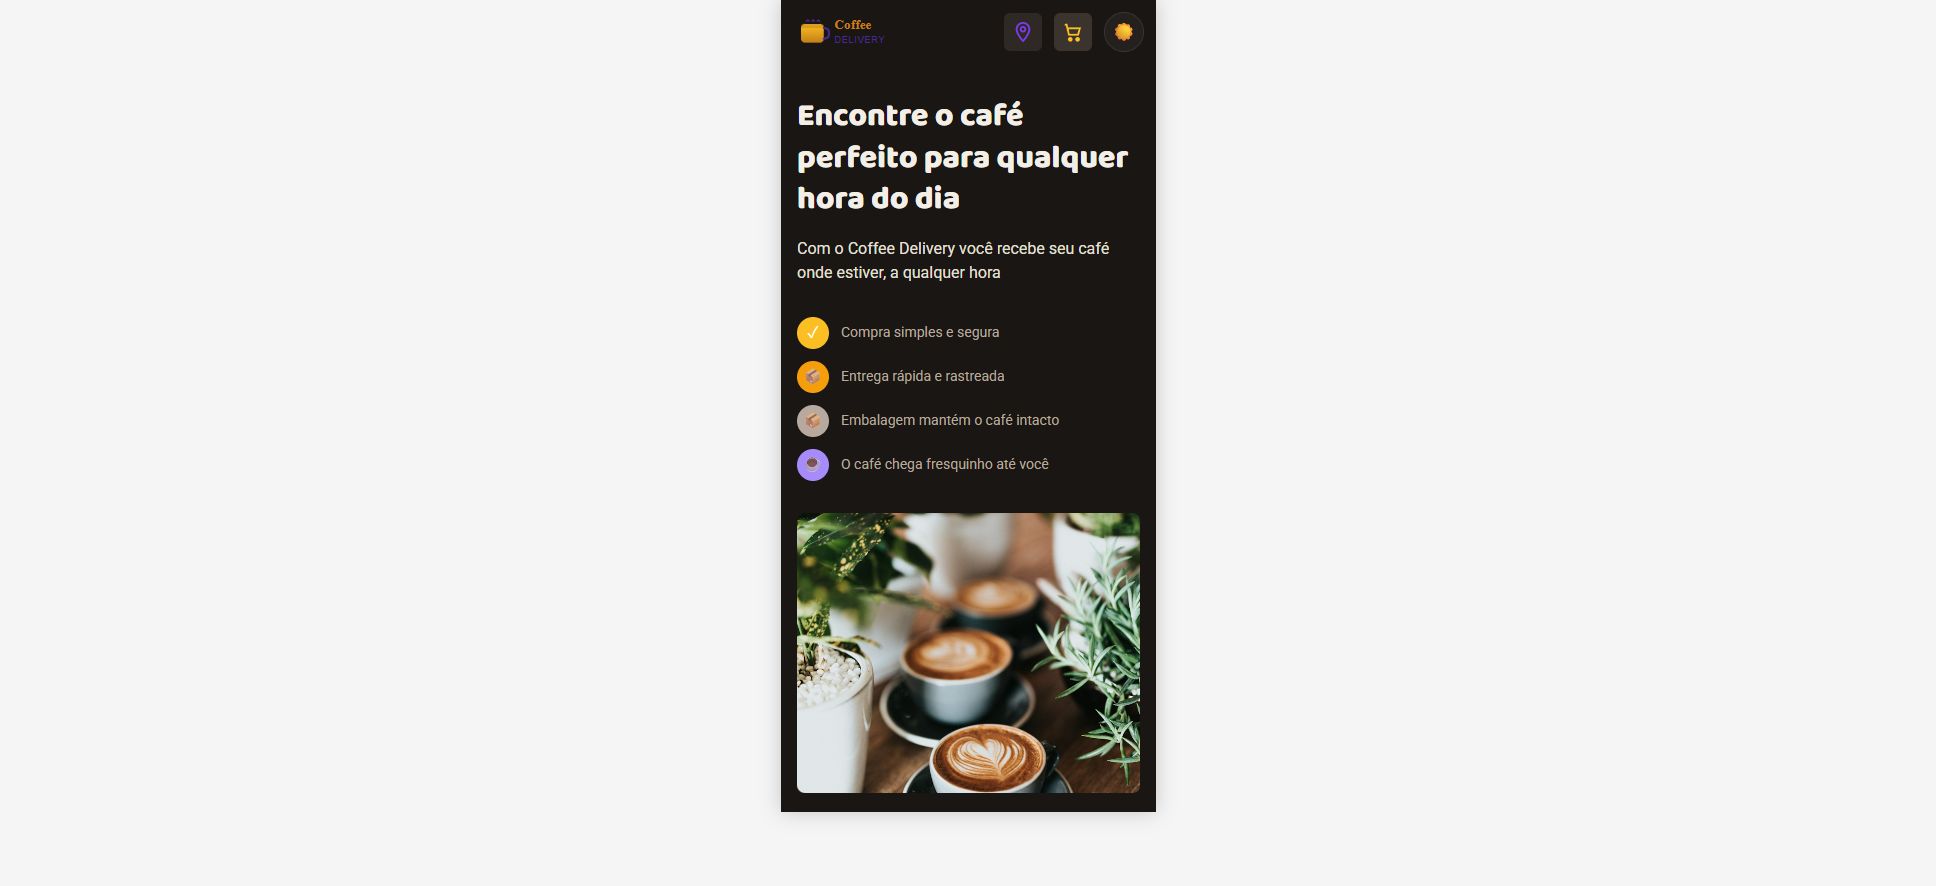 Coffee
DELIVERY
Encontre o café
perfeito para qualquer
hora do dia
Com o Coffee Delivery você recebe seu café
onde estiver, a qualquer hora
Compra simples e segura
Entrega rápida e rastreada
Embalagem mantém o café intacto
O café chega fresquinho até você